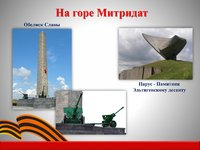 На горе Митридат
Обелиск Славы
Парус - Памятник
Эльтигенскому десанту